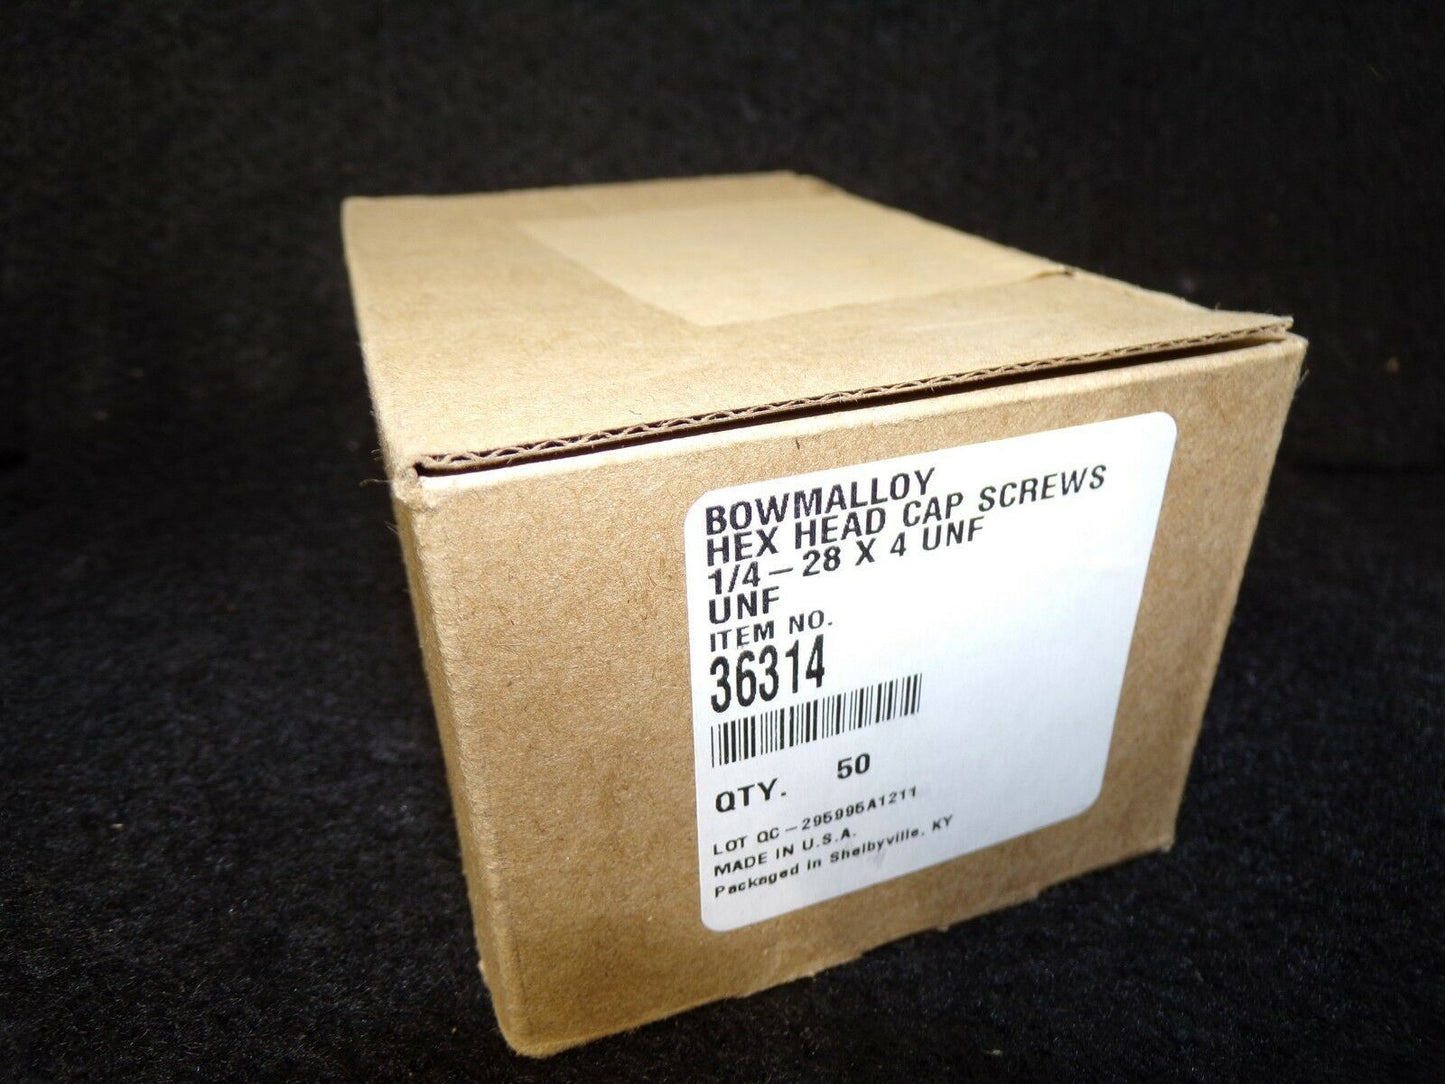 BOWMALLOY
HEX HEAD CAP SCREWS
1/4-28 X 4 UNF
UNF
ITEM NO.
36314
QTY. 50
LOT QC-295995A1211
MADE IN U.S.A.
Packaged in Shelbyville, KY